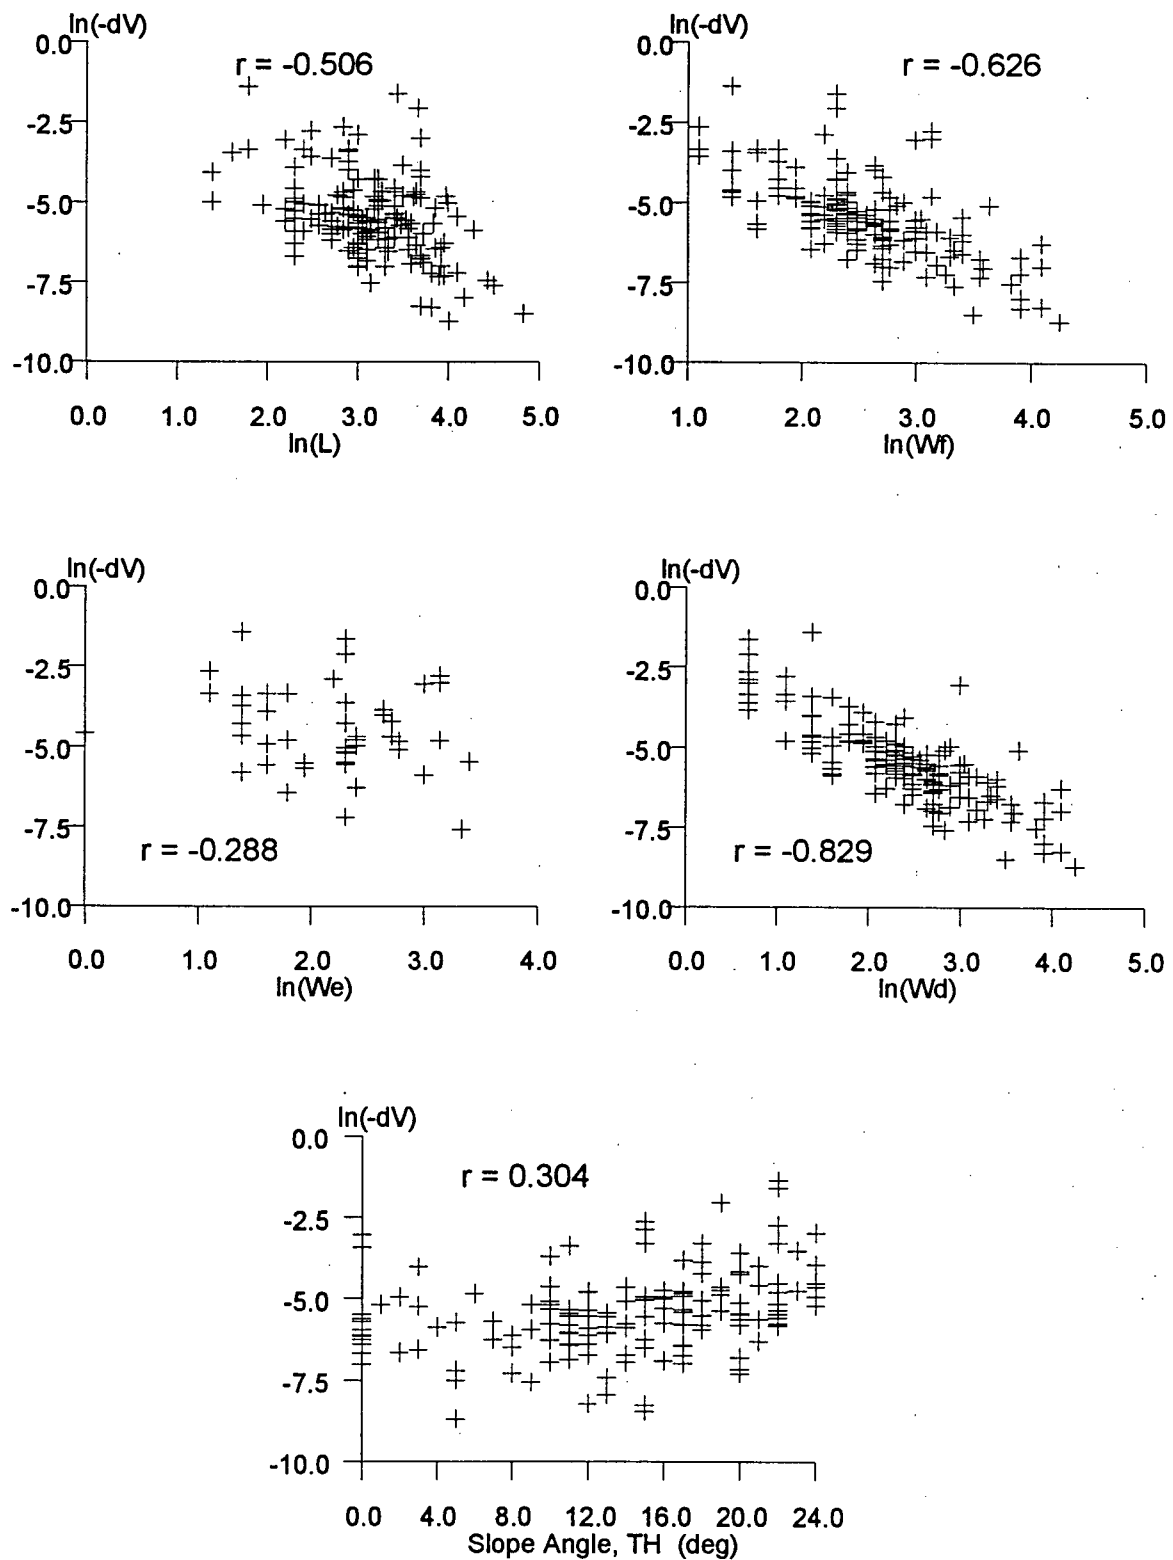 ln(-dV)
ln(-dV)
0.0
0.0
r = -0.506
r = -0.626
-2.5
-2.5
-5.0
-5.0
-7.5
-7.5
-10.0
-10.0
0.0 1.0 2.0 3.0 4.0 5.0
1.0 2.0 3.0 4.0 5.0
ln(L)
ln(Wf)
ln(-dV)
ln(-dV)
0.0
0.0
-2.5
-2.5
-5.0
-5.0
-7.5
-7.5
r = -0.288
r = -0.829
-10.0
-10.0
0.0 1.0 2.0 3.0 4.0
0.0 1.0 2.0 3.0 4.0 5.0
ln(We)
ln(Wd)
ln(-dV)
0.0
r = 0.304
-2.5
-5.0
-7.5
-10.0
0.0 4.0 8.0 12.0 16.0 20.0 24.0
Slope Angle, TH (deg)